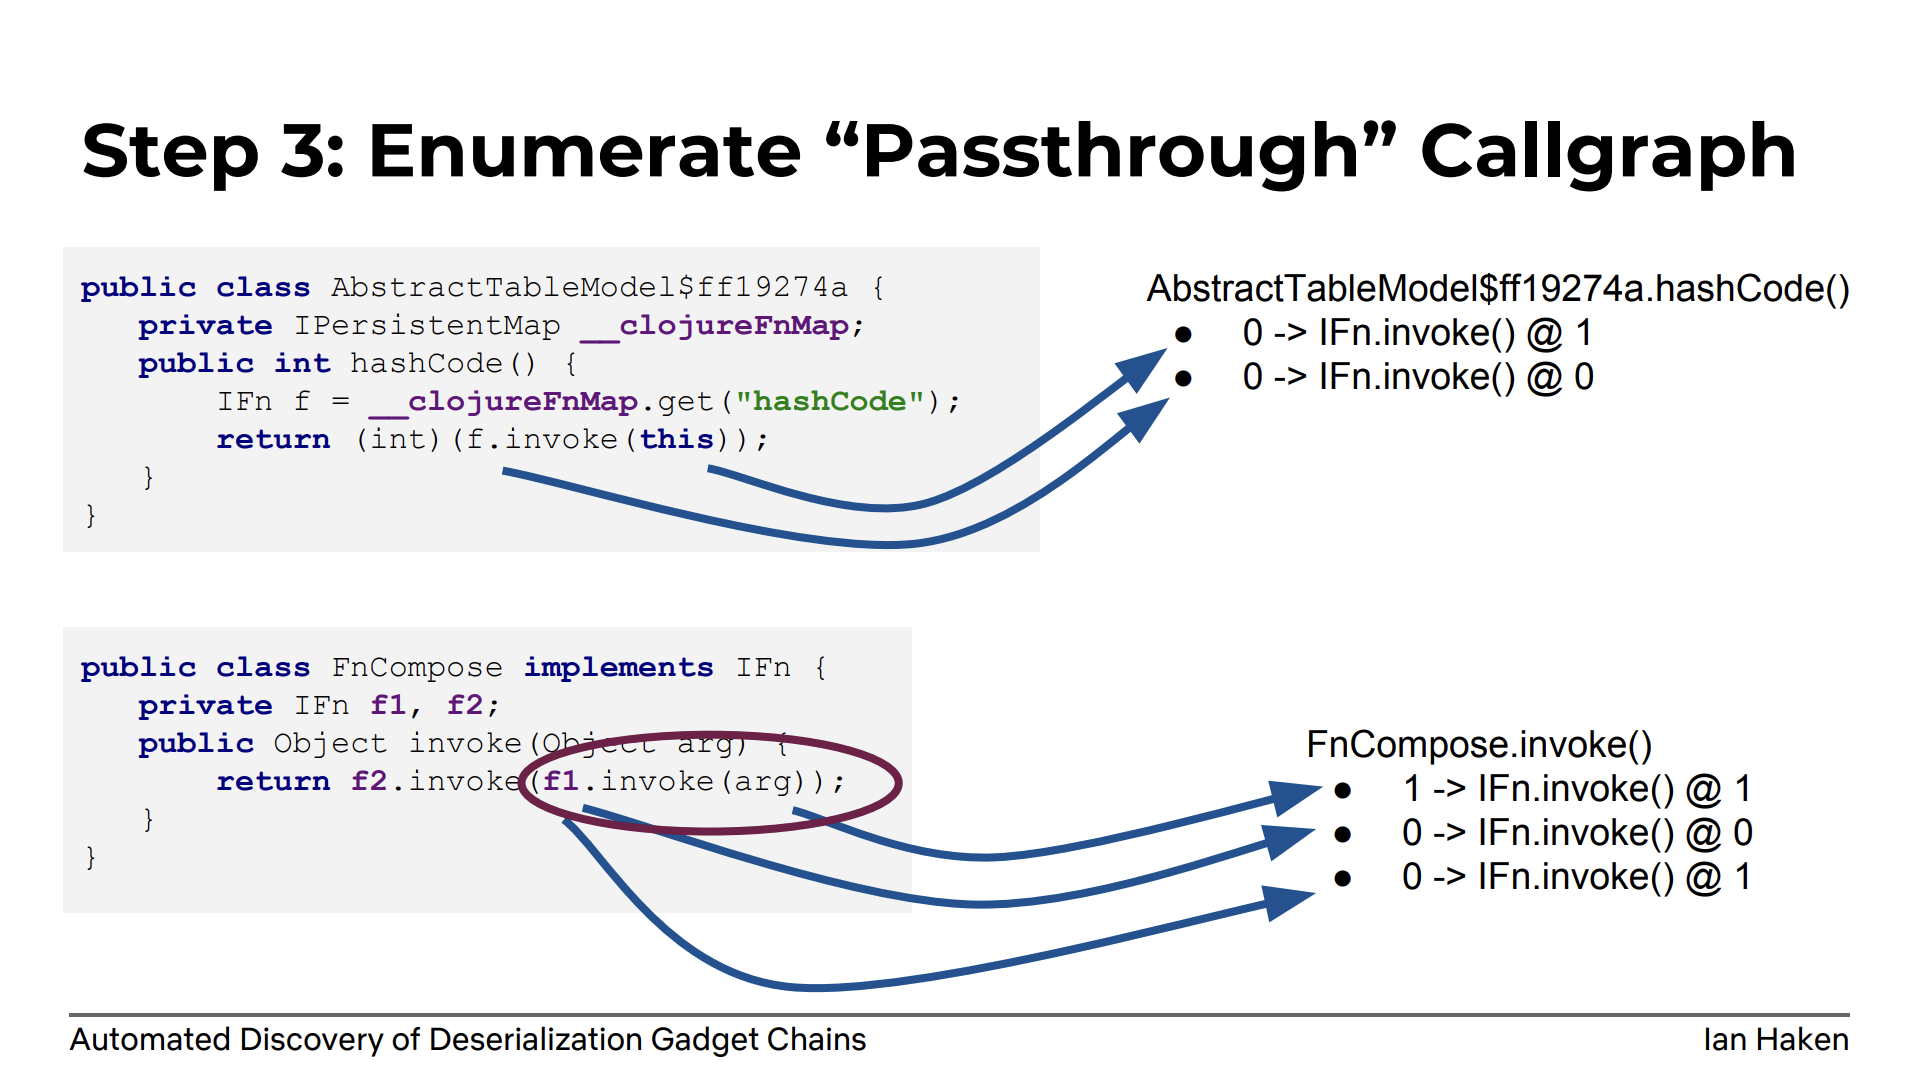 Step 3: Enumerate “Passthrough” Callgraph
public class AbstractTableModel$ff19274a {
private IPersistentMap __clojureFnMap;
public int hashCode() {
IFn f = __clojureFnMap.get("hashCode");
return (int)(f.invoke(this));
}
}
AbstractTableModel$ff19274a.hashCode()
● 0 -> IFn.invoke() @ 1
● 0 -> IFn.invoke() @ 0
public class FnCompose implements IFn {
private IFn f1, f2;
public Object invoke(Object arg) {
return f2.invoke(f1.invoke(arg));
}
}
FnCompose.invoke()
● 1 -> IFn.invoke() @ 1
● 0 -> IFn.invoke() @ 0
● 0 -> IFn.invoke() @ 1
Automated Discovery of Deserialization Gadget Chains
Ian Haken